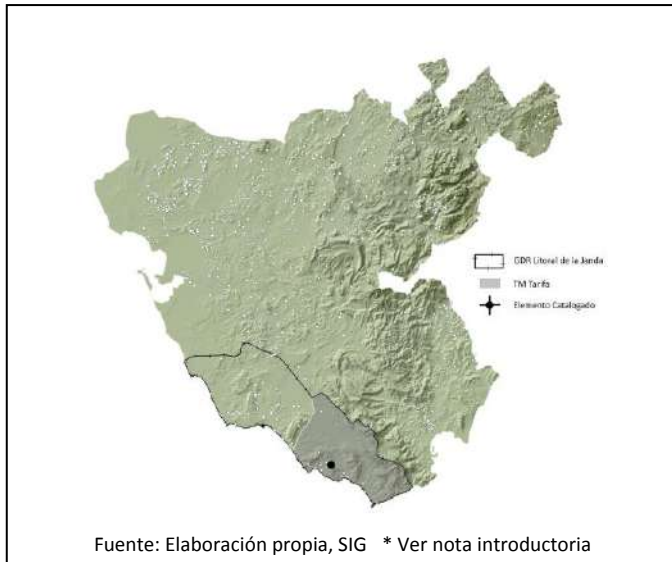 GDR Litoral de la Janda
TM Tarifa
Elemento Catalogado
Fuente: Elaboración propia, SIG * Ver nota introductoria